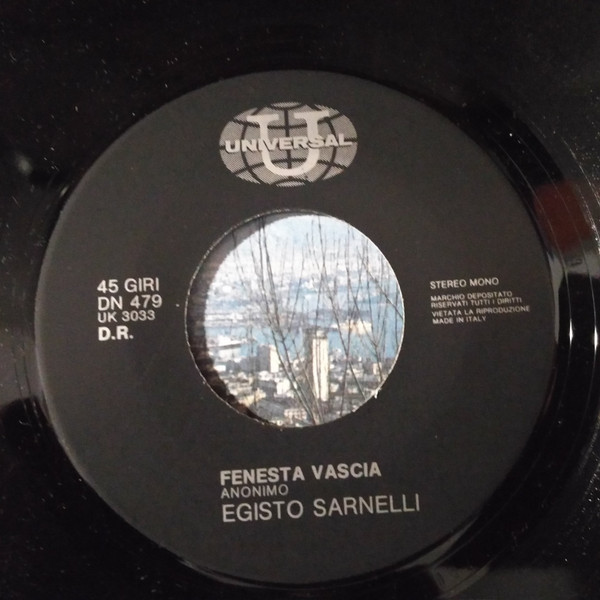 U
UNIVERSAL
45 GIRI
DN 479
UK 3033
D.R.
STEREO MONO
MARCHIO DEPOSITATO
RISERVATI TUTTI I DIRITTI
VIETATA LA RIPRODUZIONE
MADE IN ITALY
FENESTA VASCIA
ANONIMO
EGISTO SARNELLI